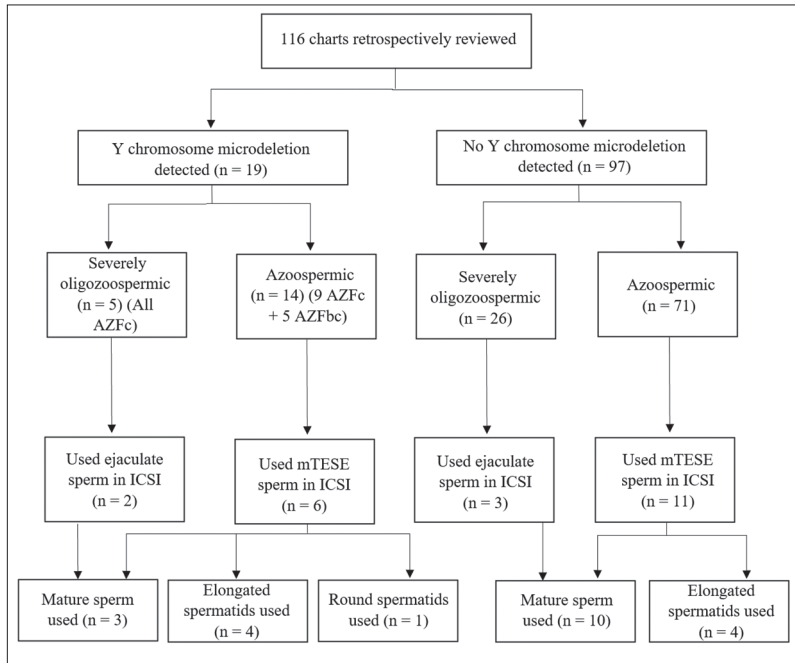 116 charts retrospectively reviewed
Y chromosome microdeletion
detected (n = 19)
No Y chromosome microdeletion
detected (n = 97)
Severely
oligozoospermic
(n = 5) (All
AZFc)
Azoospermic
(n = 14) (9 AZFc
+ 5 AZFbc)
Severely
oligozoospermic
(n = 26)
Azoospermic
(n = 71)
Used ejaculate
sperm in ICSI
(n = 2)
Used mTESE
sperm in ICSI
(n = 6)
Used ejaculate
sperm in ICSI
(n = 3)
Used mTESE
sperm in ICSI
(n = 11)
Mature sperm
used (n = 3)
Elongated
spermatids used
(n = 4)
Round spermatids
used (n = 1)
Mature sperm
used (n = 10)
Elongated
spermatids used
(n = 4)